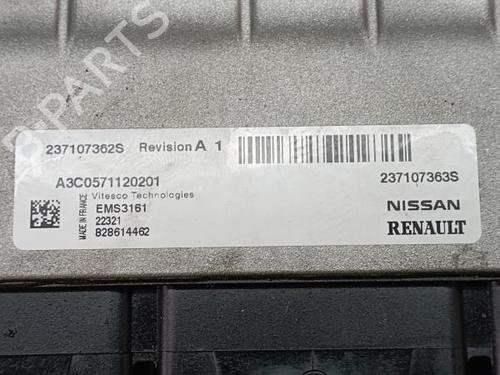 B-PARTS
237107362S Revision A 1
A3C0571120201
237107363S
Vitesco Technologies
MADE IN FRANCE
EMS3161
22321
828614462
NISSAN
RENAULT